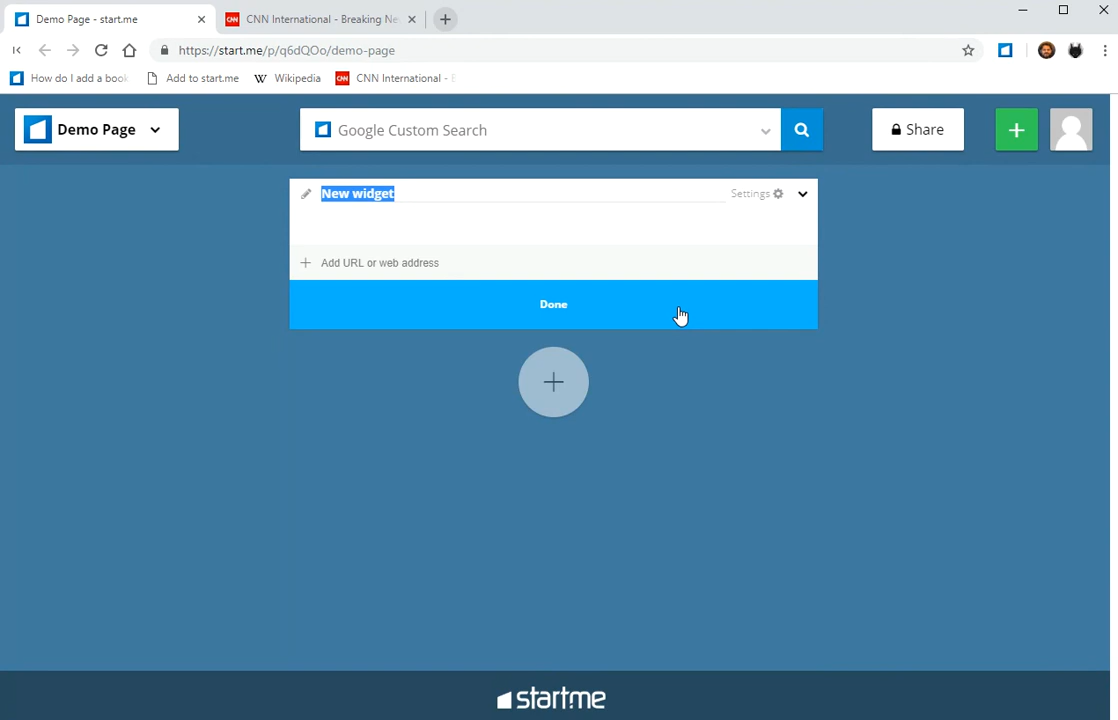 Demo Page - start.me
CNN International - Breaking Ne
https://start.me/p/q6dQOo/demo-page
How do I add a book
Add to start.me
W Wikipedia
CNN CNN International - B
Demo Page
Google Custom Search
Share
New widget
Settings
Add URL or web address
Done
startme